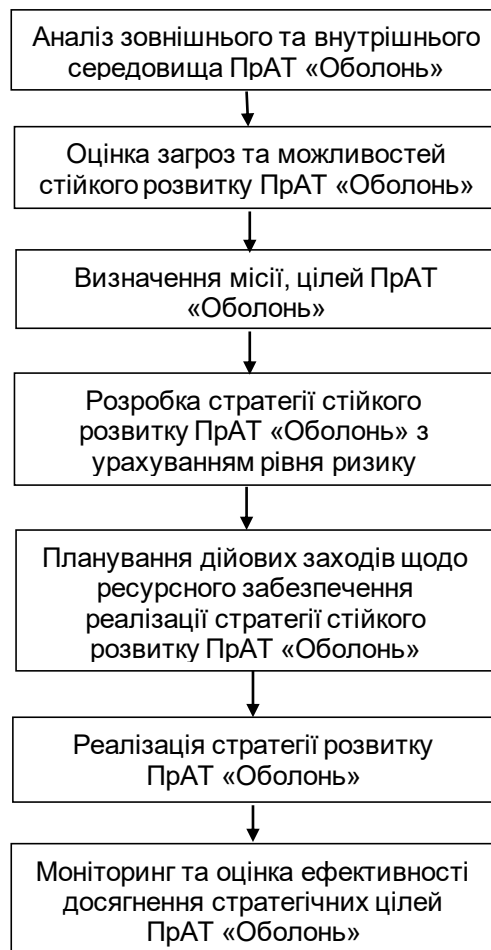 Аналіз зовнішнього та внутрішнього
середовища ПрАТ «Оболонь»
Оцінка загроз та можливостей
стійкого розвитку ПрАТ «Оболонь»
Визначення місії, цілей ПрАТ
«Оболонь»
Розробка стратегії стійкого
розвитку ПрАТ «Оболонь» з
урахуванням рівня ризику
Планування дійових заходів щодо
ресурсного забезпечення
реалізації стратегії стійкого
розвитку ПрАТ «Оболонь»
Реалізація стратегії розвитку
ПрАТ «Оболонь»
Моніторинг та оцінка ефективності
досягнення стратегічних цілей
ПрАТ «Оболонь»